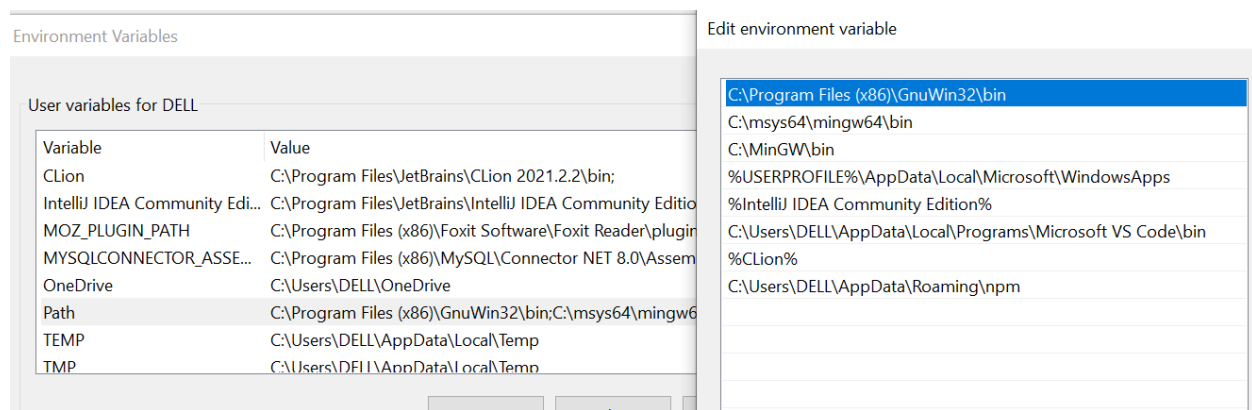 Environment Variables
User variables for DELL
Variable Value
CLion C:\Program Files\JetBrains\CLion 2021.2.2\bin;
IntelliJ IDEA Community Edi... C:\Program Files\JetBrains\IntelliJ IDEA Community Editio
MOZ_PLUGIN_PATH C:\Program Files (x86)\Foxit Software\Foxit Reader\plugin
MYSQLCONNECTOR_ASSE... C:\Program Files (x86)\MySQL\Connector NET 8.0\Assem
OneDrive C:\Users\DELL\OneDrive
Path C:\Program Files (x86)\GnuWin32\bin;C:\msys64\mingw6
TEMP C:\Users\DELL\AppData\Local\Temp
TMP C:\Users\DELL\AppData\Local\Temp
Edit environment variable
C:\Program Files (x86)\GnuWin32\bin
C:\msys64\mingw64\bin
C:\MinGW\bin
%USERPROFILE%\AppData\Local\Microsoft\WindowsApps
%IntelliJ IDEA Community Edition%
C:\Users\DELL\AppData\Local\Programs\Microsoft VS Code\bin
%CLion%
C:\Users\DELL\AppData\Roaming\npm